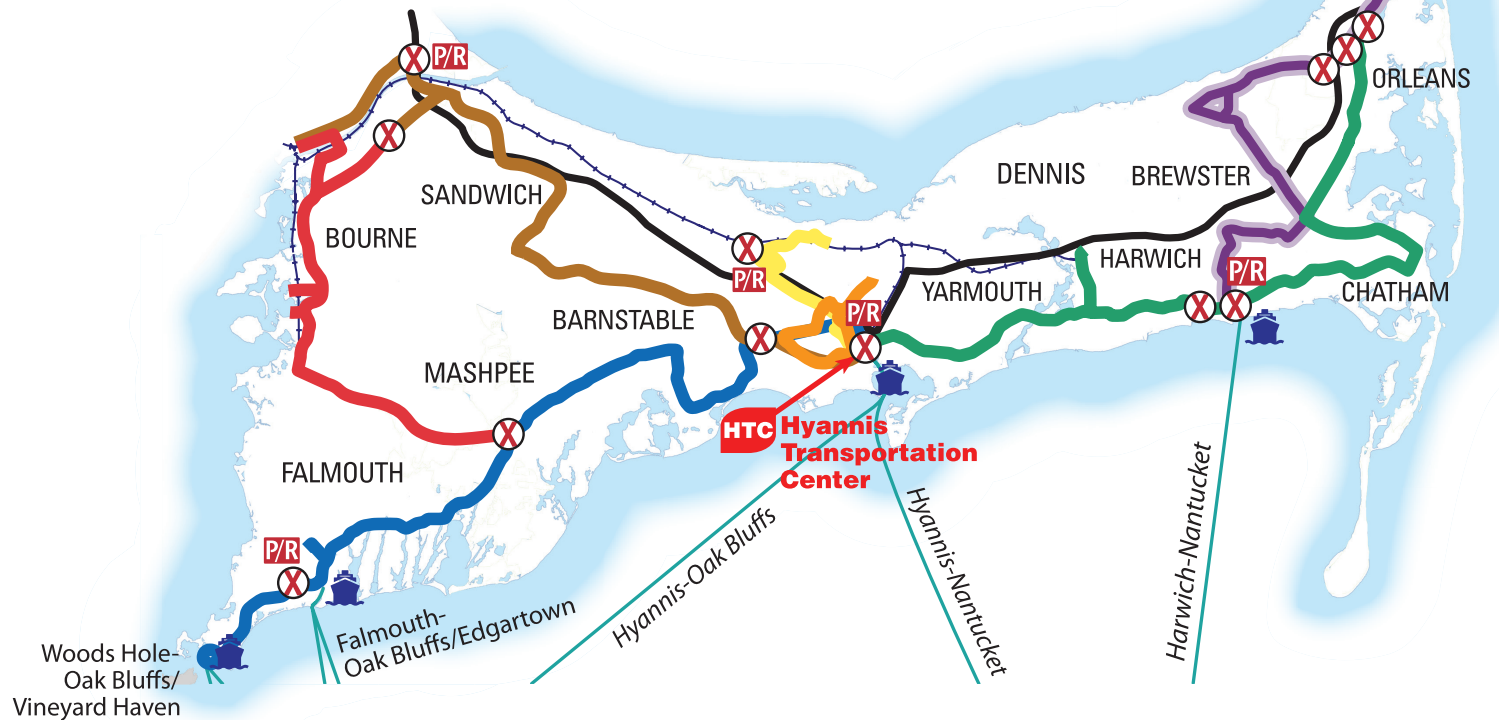 P/R
ORLEANS
DENNIS
BREWSTER
SANDWICH
BOURNE
HARWICH
P/R
P/R
YARMOUTH
CHATHAM
P/R
BARNSTABLE
MASHPEE
HTC Hyannis
Transportation
Center
FALMOUTH
P/R
Hyannis-Oak Bluffs
Hyannis-Nantucket
Harwich-Nantucket
Falmouth-
Oak Bluffs/Edgartown
Woods Hole-
Oak Bluffs/
Vineyard Haven